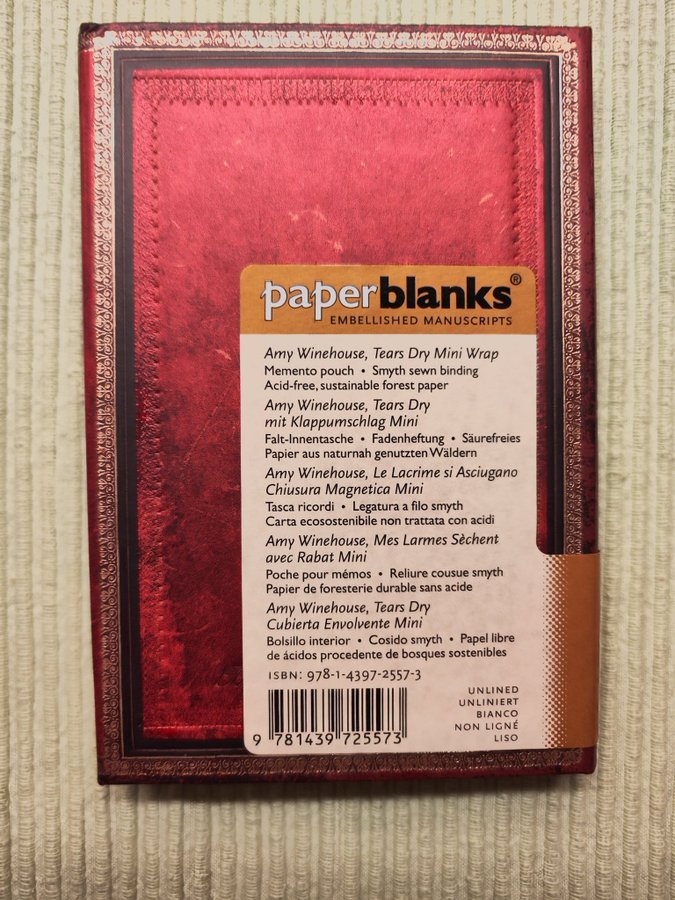 paperblanks®
EMBELLISHED MANUSCRIPTS
Amy Winehouse, Tears Dry Mini Wrap
Memento pouch • Smyth sewn binding
Acid-free, sustainable forest paper
Amy Winehouse, Tears Dry
mit Klappumschlag Mini
Falt-Innentasche • Fadenheftung • Säurefreies
Papier aus naturnah genutzten Wäldern
Amy Winehouse, Le Lacrime si Asciugano
Chiusura Magnetica Mini
Tasca ricordi • Legatura a filo smyth
Carta ecosostenibile non trattata con acidi
Amy Winehouse, Mes Larmes Sèchent
avec Rabat Mini
Poche pour mémos • Reliure cousue smyth
Papier de foresterie durable sans acide
Amy Winehouse, Tears Dry
Cubierta Envolvente Mini
Bolsillo interior • Cosido smyth • Papel libre
de ácidos procedente de bosques sostenibles
ISBN: 978-1-4397-2557-3
UNLINED
UNLINIERT
BIANCO
NON LIGNÉ
LISO
9 781439 725573